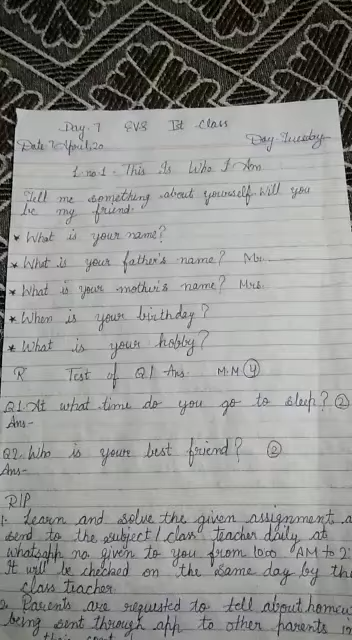 Day. 7 EVS Ist Class
Date 7 April,20 Day Tuesday
L no 1. This Is Who I Am
Tell me something about yourself. Will you
be my friend.
* What is your name?
* What is your father's name? Mr.
* What is your mother's name? Mrs.
* When is your birthday?
* What is your hobby?
R Test of Q/Ans. M.M (4)
Q1. At what time do you go to sleep? (2)
Ans-
Q2. Who is your best friend? (2)
Ans-
R/P
1. Learn and solve the given assignment
send to the subject/class teacher daily at
whatsapp no. given to you from AM to
It will be checked on the same day by the
class teacher.
2. Parents are requested to tell about
being sent through app to other parents in